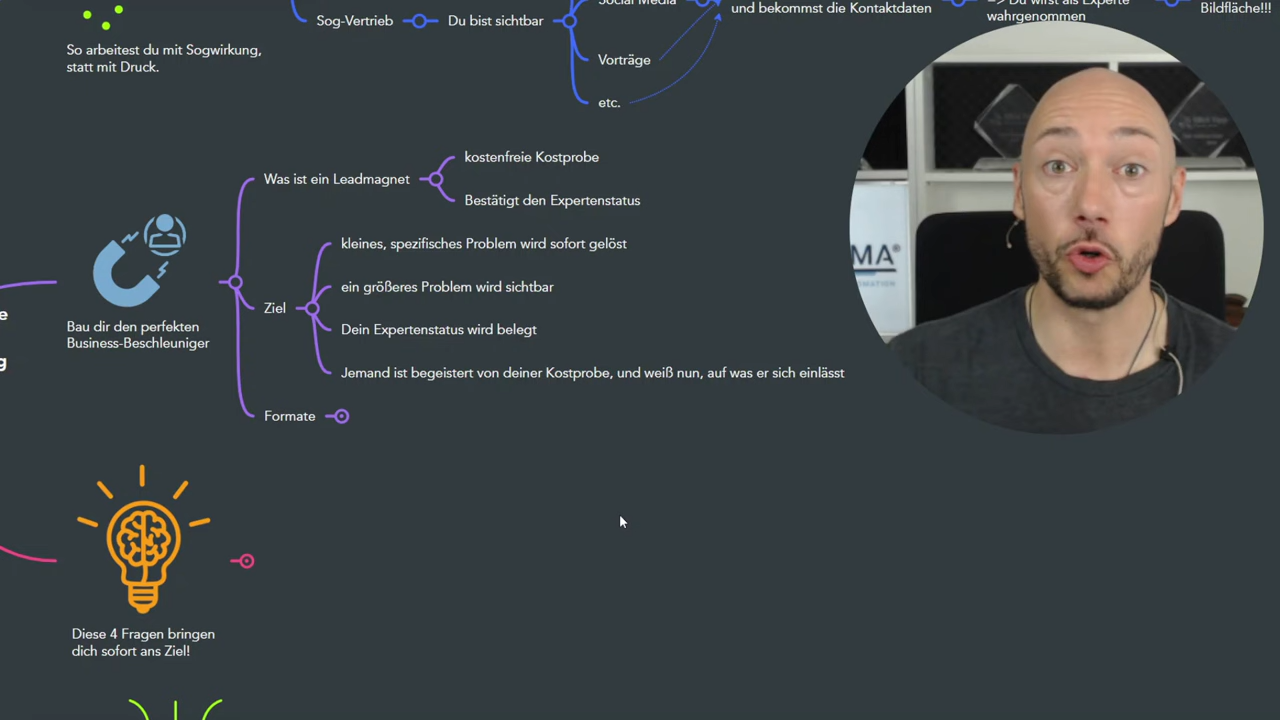 Social Media
und bekommst die Kontaktdaten
=> Du wirst als Experte
wahrgenommen
Bildfläche!!!
Sog-Vertrieb
Du bist sichtbar
So arbeitest du mit Sogwirkung,
statt mit Druck.
Vorträge
etc.
kostenfreie Kostprobe
Was ist ein Leadmagnet
Bestätigt den Expertenstatus
kleines, spezifisches Problem wird sofort gelöst
ein größeres Problem wird sichtbar
Ziel
Bau dir den perfekten
Business-Beschleuniger
Dein Expertenstatus wird belegt
Jemand ist begeistert von deiner Kostprobe, und weiß nun, auf was er sich einlässt
Formate
e
g
MA®
Diese 4 Fragen bringen
dich sofort ans Ziel!